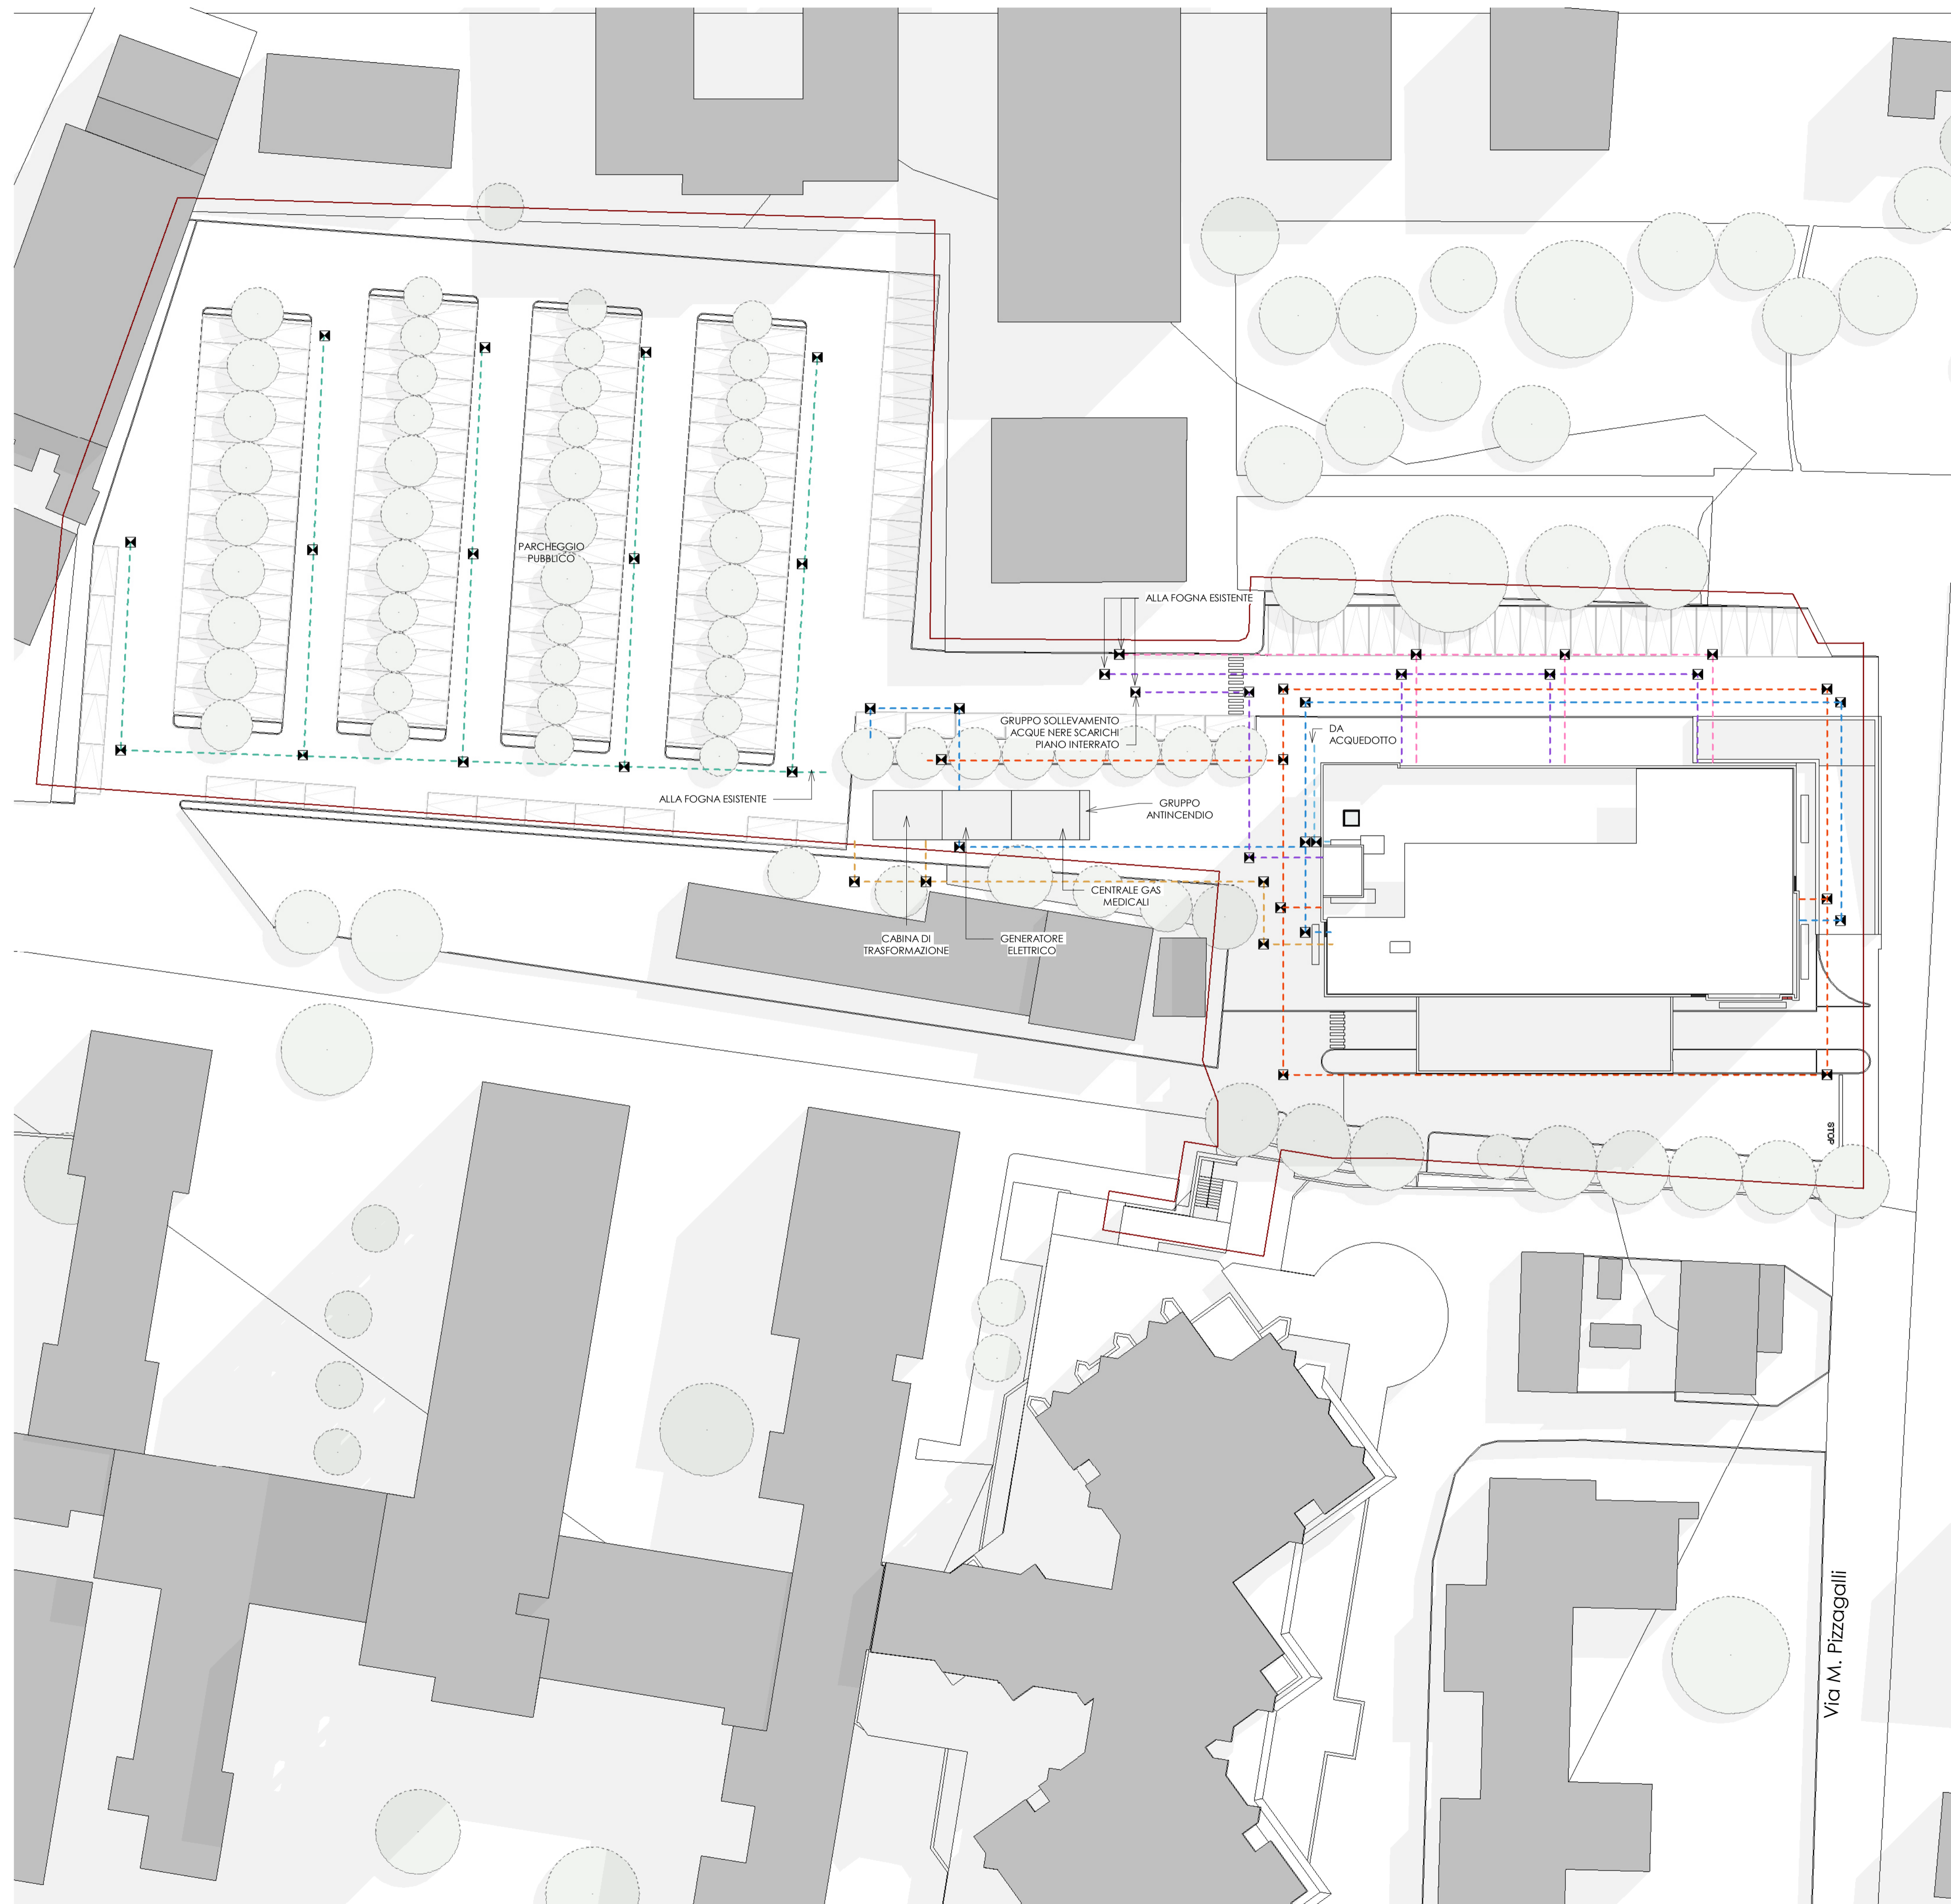 PARCHEGGIO
PUBBLICO
ALLA FOGNA ESISTENTE
GRUPPO SOLLEVAMENTO
ACQUE NERE SCARICHI
PIANO INTERRATO
DA
ACQUEDOTTO
ALLA FOGNA ESISTENTE
GRUPPO
ANTINCENDIO
CENTRALE GAS
MEDICALI
CABINA DI
TRASFORMAZIONE
GENERATORE
ELETTRICO
STOP
Via M. Pizzagalli